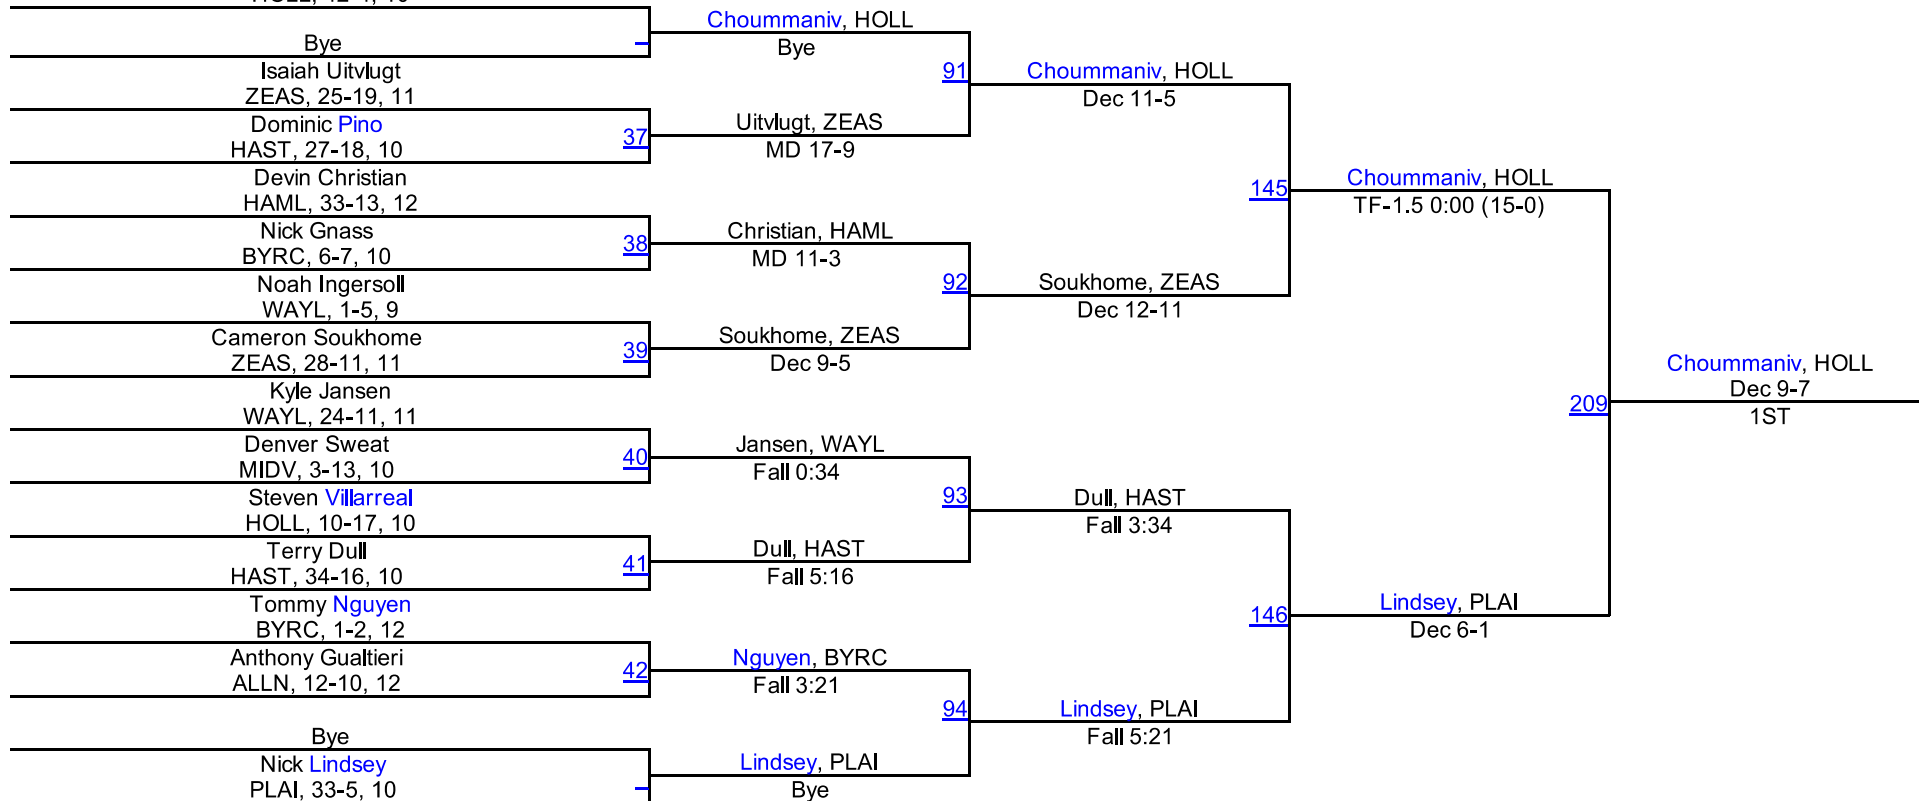 Bye
Isaiah Uitvlugt
ZEAS, 25-19, 11
Dominic Pino
HAST, 27-18, 10
37
Devin Christian
HAML, 33-13, 12
Nick Gnass
BYRC, 6-7, 10
38
Noah Ingersoll
WAYL, 1-5, 9
Cameron Soukhome
ZEAS, 28-11, 11
39
Kyle Jansen
WAYL, 24-11, 11
Denver Sweat
MIDV, 3-13, 10
40
Steven Villarreal
HOLL, 10-17, 10
Terry Dull
HAST, 34-16, 10
41
Tommy Nguyen
BYRC, 1-2, 12
Anthony Gualtieri
ALLN, 12-10, 12
42
Bye
Nick Lindsey
PLAI, 33-5, 10
Choummaniv, HOLL
Bye
91
Uitvlugt, ZEAS
MD 17-9
Christian, HAML
MD 11-3
92
Soukhome, ZEAS
Dec 9-5
Jansen, WAYL
Fall 0:34
93
Dull, HAST
Fall 5:16
Nguyen, BYRC
Fall 3:21
94
Lindsey, PLAI
Bye
Choummaniv, HOLL
Dec 11-5
145
Soukhome, ZEAS
Dec 12-11
Dull, HAST
Fall 3:34
146
Lindsey, PLAI
Fall 5:21
Choummaniv, HOLL
TF-1.5 0:00 (15-0)
209
Lindsey, PLAI
Dec 6-1
Choummaniv, HOLL
Dec 9-7
1ST